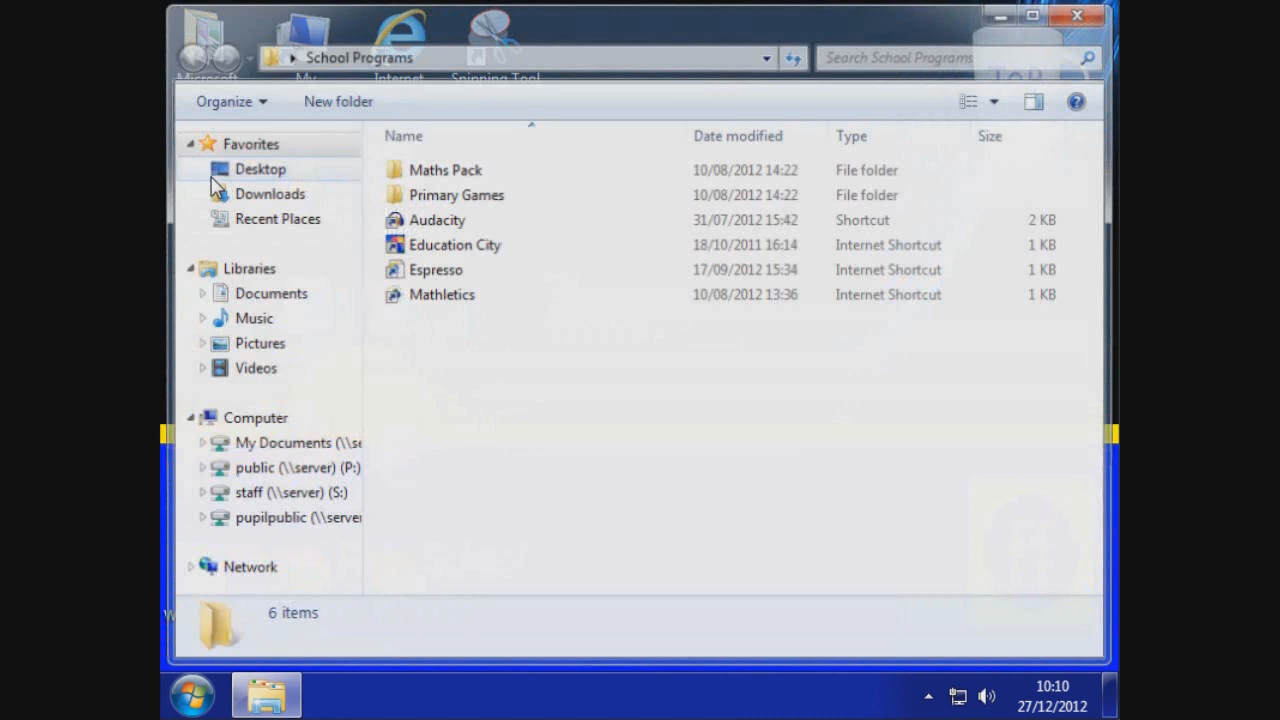 Microsoft
My
Internet
Snipping Tool
School Programs
Search School Programs
Organize
New folder
Name Date modified Type Size
Favorites
Desktop
Downloads
Recent Places
Libraries
Documents
Music
Pictures
Videos
Computer
My Documents (\\se
public (\\server) (P:)
staff (\\server) (S:)
pupilpublic (\\server
Network
Maths Pack 10/08/2012 14:22 File folder
Primary Games 10/08/2012 14:22 File folder
Audacity 31/07/2012 15:42 Shortcut 2 KB
Education City 18/10/2011 16:14 Internet Shortcut 1 KB
Espresso 17/09/2012 15:34 Internet Shortcut 1 KB
Mathletics 10/08/2012 13:36 Internet Shortcut 1 KB
6 items
10:10
27/12/2012